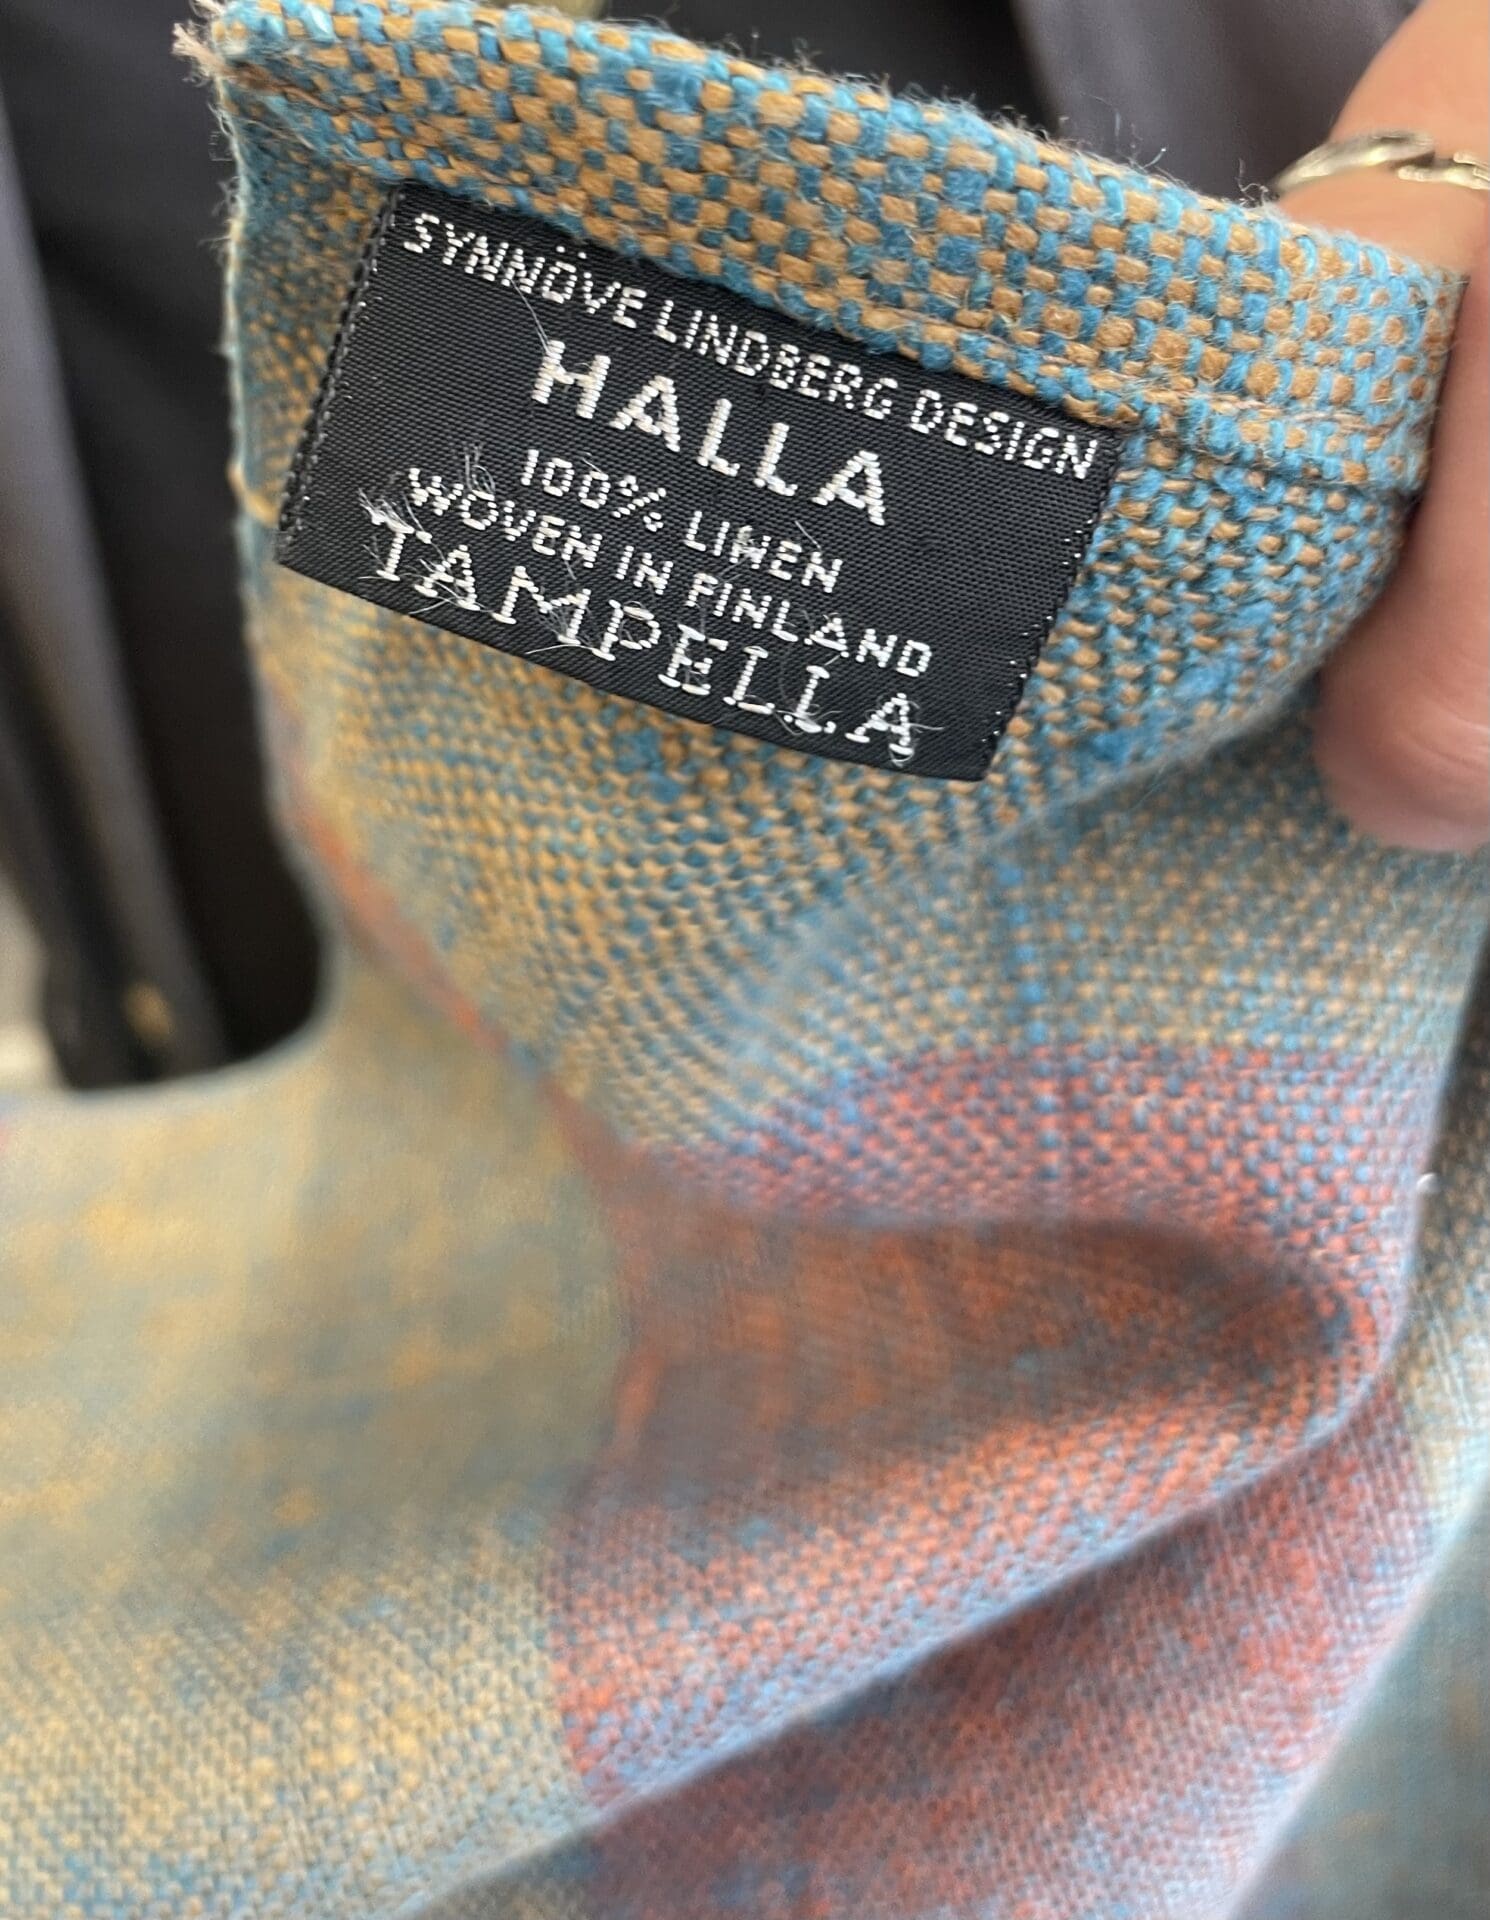 SYNNÖVE LINDBERG DESIGN
HALLA
100% LINEN
WOVEN IN FINLAND
TAMPELLA